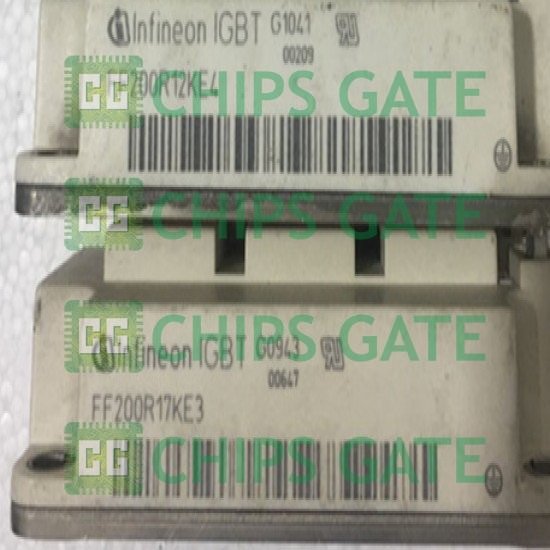 Infineon IGBT G1041
00209
FF200R12KE4
CHIPS GATE
CHIPS GATE
CHIPS GATE
Infineon IGBT G0943
00647
FF200R17KE3
CHIPS GATE